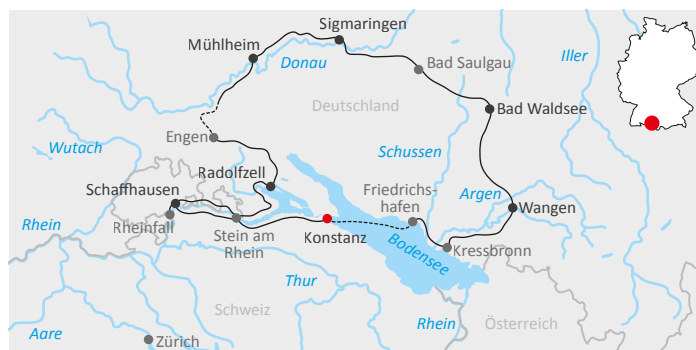 Sigmaringen
Mühlheim
Donau
Bad Saulgau
Iller
Deutschland
Bad Waldsee
Engen
Wutach
Schussen
Radolfzell
Schaffhausen
Friedrichs-
hafen
Argen
Wangen
Rhein
Rheinfall
Stein am
Rhein
Konstanz
Bodensee
Kressbronn
Thur
Schweiz
Rhein
Österreich
Aare
Zürich